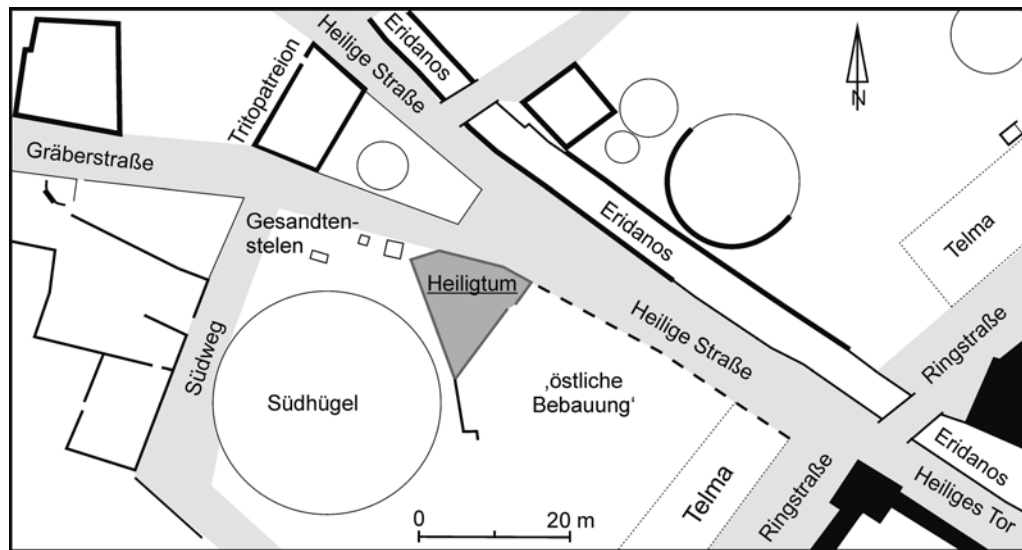 Eridanos
Heilige Straße
Tritopatreion
N
Gräberstraße
Gesandten-
stelen
Heiligtum
Eridanos
Telma
Heilige Straße
Ringstraße
Südweg
Südhügel
‚östliche
Bebauung‘
Telma
Ringstraße
Eridanos
Heiliges Tor
0 20 m